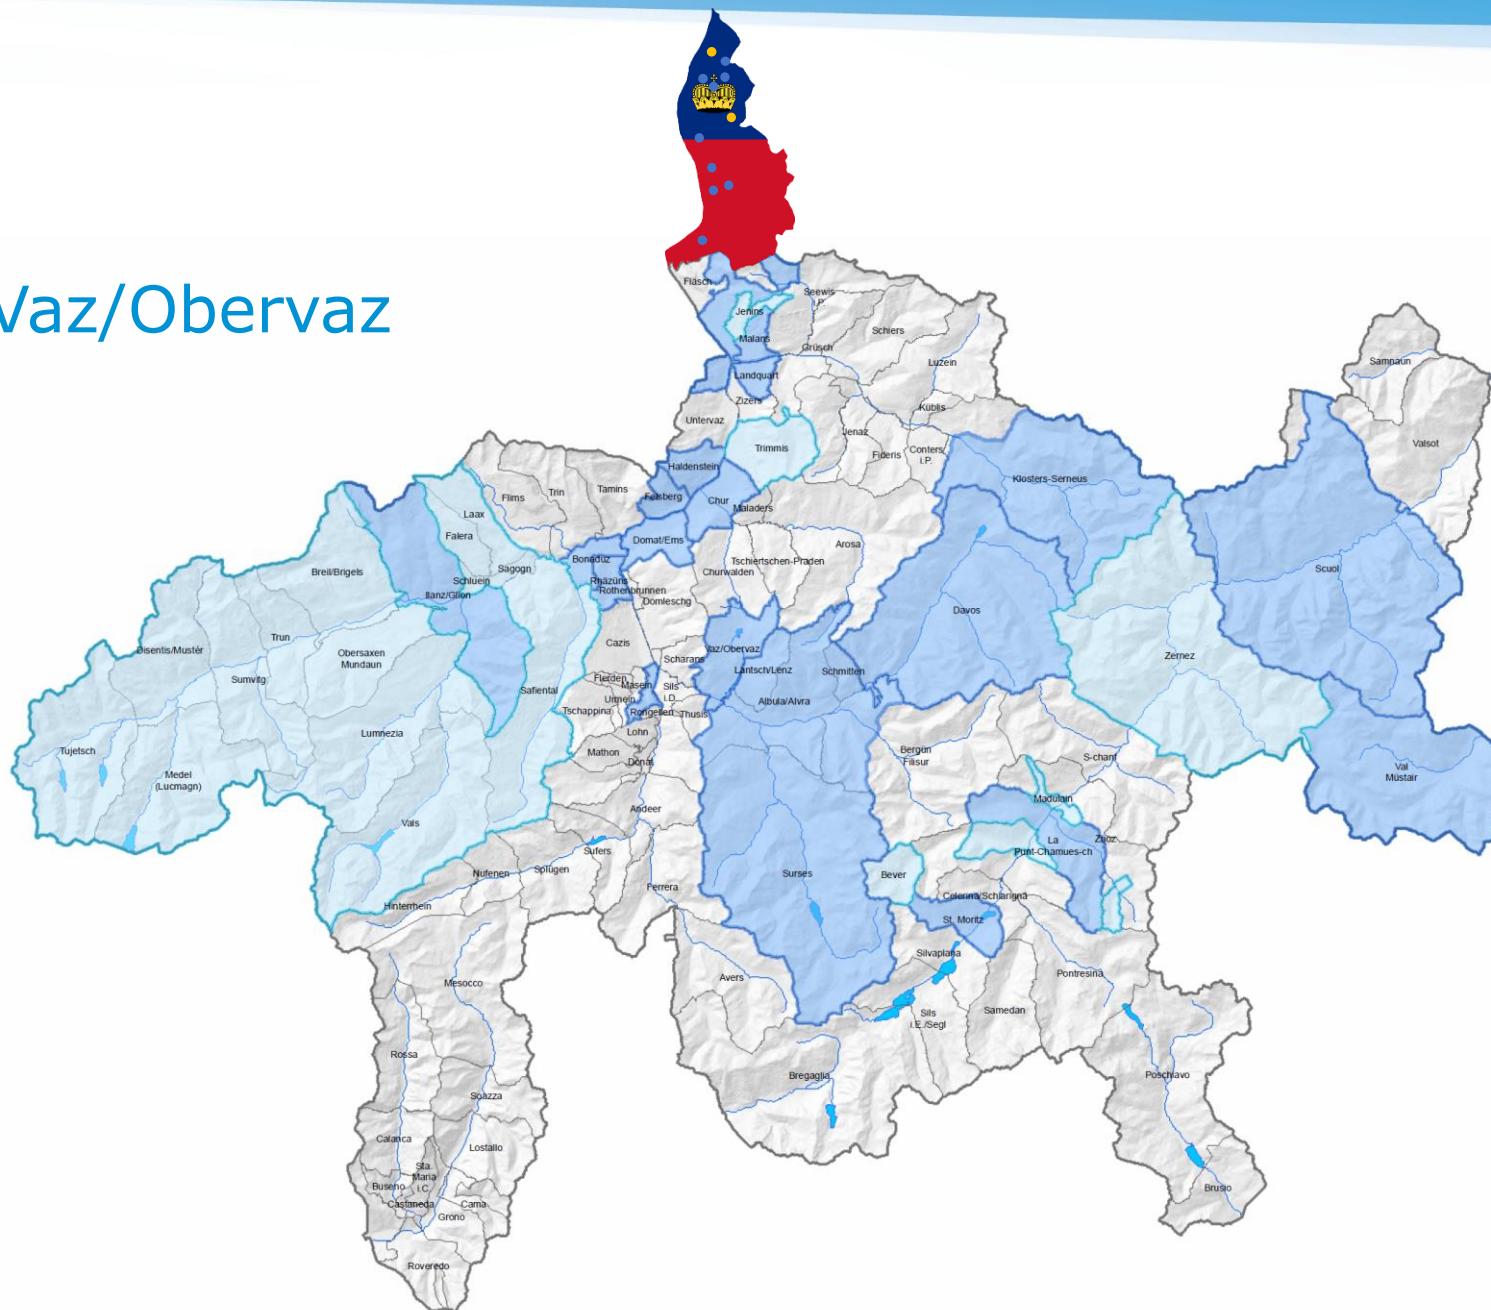 Vaz/Obervaz
Fläsch
Seewis
i.P.
Jenins
Malans
Schiers
Grüsch
Luzein
Samnaun
Landquart
Zizers
Küblis
Untervaz
Jenaz
Valsot
Trimmis
Fideris
Conters
i.P.
Haldenstein
Klosters-Serneus
Flims
Trin
Tamins
Felsberg
Chur
Maladers
Laax
Falera
Domat/Ems
Arosa
Tschiertschen-Praden
Breil/Brigels
Sagogn
Bonaduz
Churwalden
Scuol
Schluein
Rhäzüns
Rothenbrunnen
Ilanz/Glion
Domleschg
Davos
Trun
Disentis/Mustér
Obersaxen
Mundaun
Cazis
Vaz/Obervaz
Scharans
Zernez
Lantsch/Lenz
Schmitten
Sumvitg
Flerden
Masein
Sils
i.D.
Safiental
Urmein
Albula/Alvra
Tschappina
Rongellen
Thusis
Lumnezia
Lohn
Tujetsch
Mathon
Donat
Bergün
Filisur
S-chanf
Val
Müstair
Medel
(Lucmagn)
Madulain
Andeer
Vals
La
Punt-Chamues-ch
Zuoz
Sufers
Nufenen
Splügen
Surses
Bever
Ferrera
Celerina/Schlarigna
Hinterrhein
St. Moritz
Silvaplana
Avers
Pontresina
Mesocco
Sils
i.E./Segl
Samedan
Rossa
Bregaglia
Poschiavo
Soazza
Calanca
Lostallo
Sta.
Maria
i.C.
Buseno
Brusio
Castaneda
Cama
Grono
Roveredo